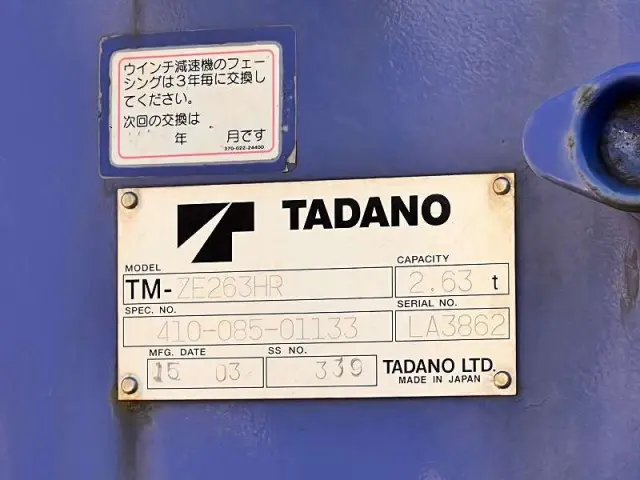 ウインチ減速機のフェー
シングは3年毎に交換し
てください。
次回の交換は
年　月です
370-022-24400
TADANO
MODEL
TM-ZE263HR
CAPACITY
2.63 t
SPEC. NO.
410-085-01133
SERIAL NO.
LA3862
MFG. DATE
15 03
SS NO.
339
TADANO LTD.
MADE IN JAPAN